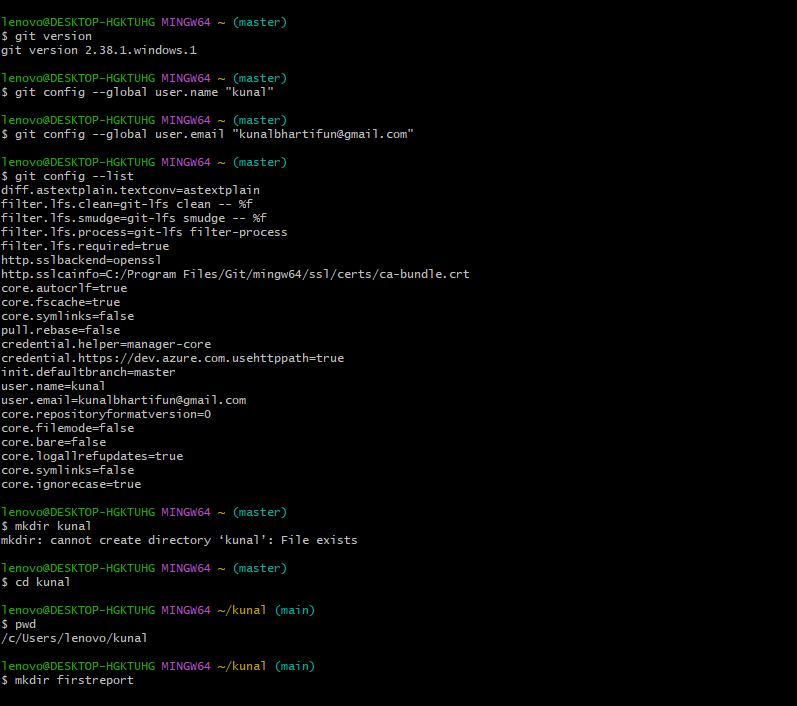 lenovo@DESKTOP-HGKTUHG MINGW64 ~ (master)
$ git version
git version 2.38.1.windows.1
lenovo@DESKTOP-HGKTUHG MINGW64 ~ (master)
$ git config --global user.name "kunal"
lenovo@DESKTOP-HGKTUHG MINGW64 ~ (master)
$ git config --global user.email "kunalbhartifun@gmail.com"
lenovo@DESKTOP-HGKTUHG MINGW64 ~ (master)
$ git config --list
diff.astextplain.textconv=astextplain
filter.lfs.clean=git-lfs clean -- %f
filter.lfs.smudge=git-lfs smudge -- %f
filter.lfs.process=git-lfs filter-process
filter.lfs.required=true
http.sslbackend=openssl
http.sslcainfo=C:/Program Files/Git/mingw64/ssl/certs/ca-bundle.crt
core.autocrlf=true
core.fscache=true
core.symlinks=false
pull.rebase=false
credential.helper=manager-core
credential.https://dev.azure.com.usehttppath=true
init.defaultbranch=master
user.name=kunal
user.email=kunalbhartifun@gmail.com
core.repositoryformatversion=0
core.filemode=false
core.bare=false
core.logallrefupdates=true
core.symlinks=false
core.ignorecase=true
lenovo@DESKTOP-HGKTUHG MINGW64 ~ (master)
$ mkdir kunal
mkdir: cannot create directory ‘kunal’: File exists
lenovo@DESKTOP-HGKTUHG MINGW64 ~ (master)
$ cd kunal
lenovo@DESKTOP-HGKTUHG MINGW64 ~/kunal (main)
$ pwd
/c/Users/lenovo/kunal
lenovo@DESKTOP-HGKTUHG MINGW64 ~/kunal (main)
$ mkdir firstreport